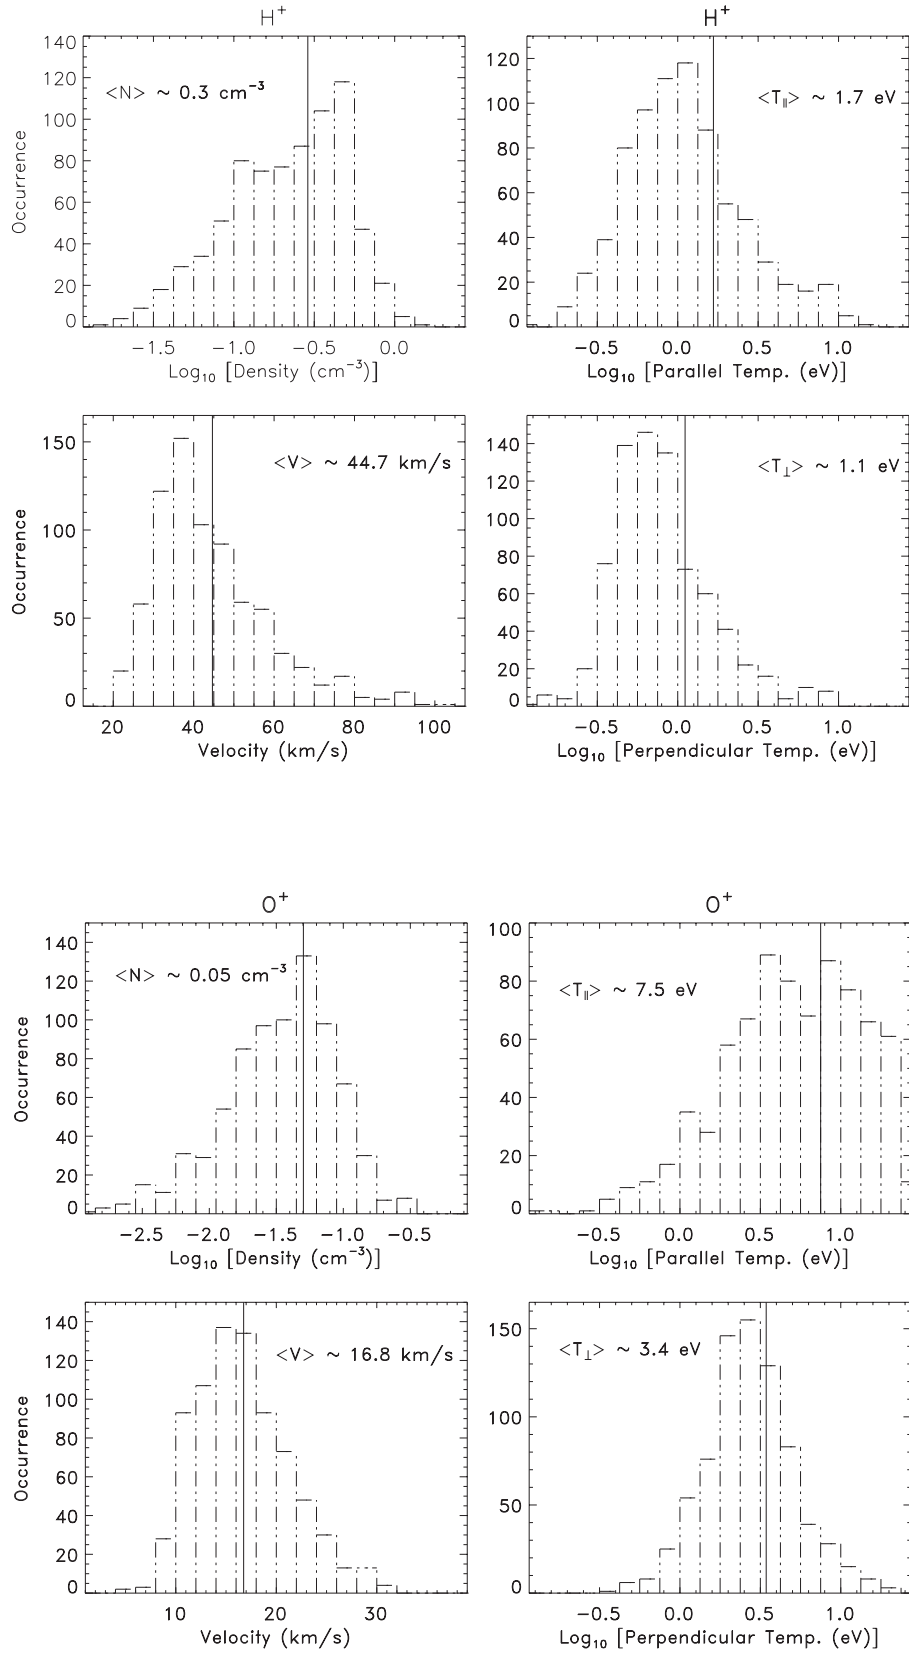 H+
H+
140
120
100
80
60
40
20
0
Occurrence
<N> ~ 0.3 cm−3
−1.5 −1.0 −0.5 0.0
Log10 [Density (cm−3)]
120
100
80
60
40
20
0
<T∥> ~ 1.7 eV
−0.5 0.0 0.5 1.0
Log10 [Parallel Temp. (eV)]
150
100
50
0
Occurrence
<V> ~ 44.7 km/s
20 40 60 80 100
Velocity (km/s)
140
120
100
80
60
40
20
0
<T⊥> ~ 1.1 eV
−0.5 0.0 0.5 1.0
Log10 [Perpendicular Temp. (eV)]
O+
O+
140
120
100
80
60
40
20
0
Occurrence
<N> ~ 0.05 cm−3
−2.5 −2.0 −1.5 −1.0 −0.5
Log10 [Density (cm−3)]
100
80
60
40
20
0
<T∥> ~ 7.5 eV
−0.5 0.0 0.5 1.0
Log10 [Parallel Temp. (eV)]
140
120
100
80
60
40
20
0
Occurrence
<V> ~ 16.8 km/s
10 20 30
Velocity (km/s)
150
100
50
0
<T⊥> ~ 3.4 eV
−0.5 0.0 0.5 1.0
Log10 [Perpendicular Temp. (eV)]